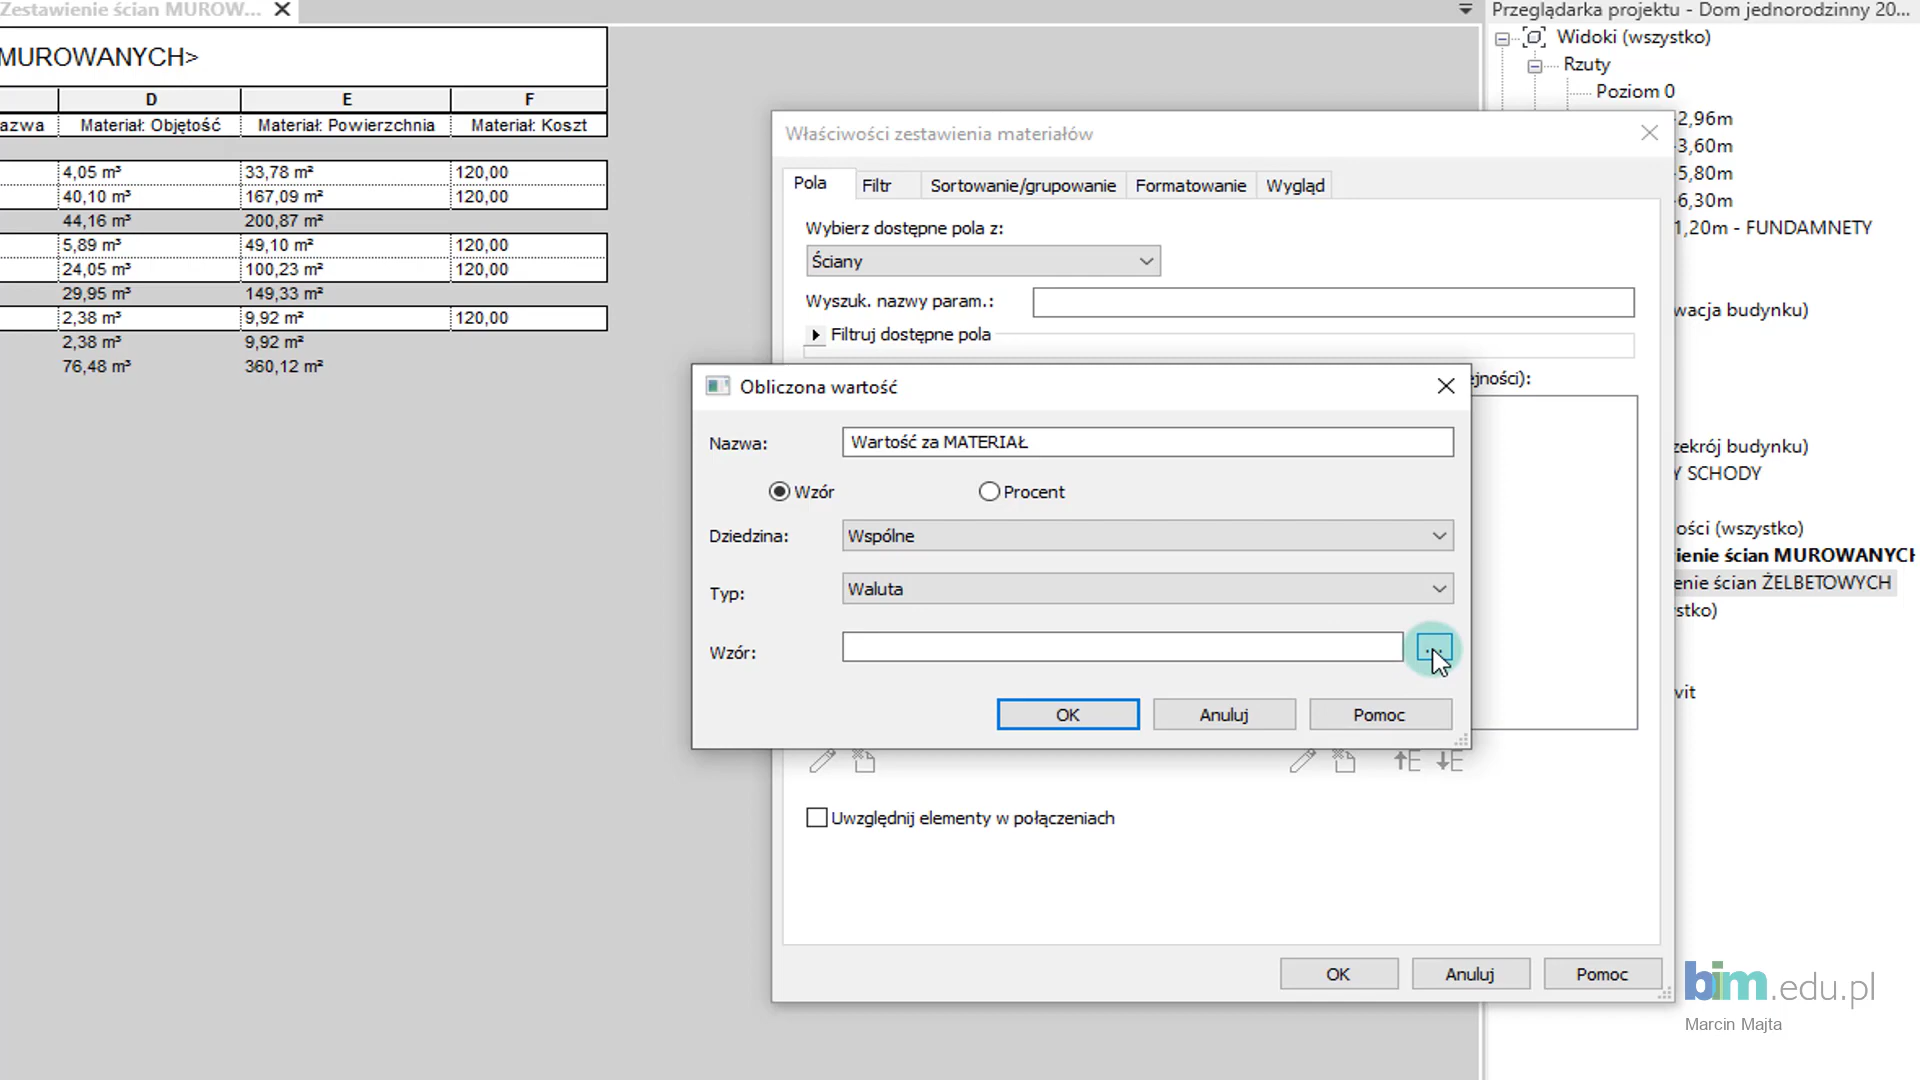 Zestawienie ścian MUROW...
MUROWANYCH>
D E F
azwa Materiał: Objętość Materiał: Powierzchnia Materiał: Koszt
4,05 m³ 33,78 m² 120,00
40,10 m³ 167,09 m² 120,00
44,16 m³ 200,87 m²
5,89 m³ 49,10 m² 120,00
24,05 m³ 100,23 m² 120,00
29,95 m³ 149,33 m²
2,38 m³ 9,92 m² 120,00
2,38 m³ 9,92 m²
76,48 m³ 360,12 m²
Właściwości zestawienia materiałów
Pola Filtr Sortowanie/grupowanie Formatowanie Wygląd
Wybierz dostępne pola z:
Ściany
Wyszuk. nazwy param.:
Filtruj dostępne pola
ejności):
Obliczona wartość
Nazwa: Wartość za MATERIAŁ
Wzór Procent
Dziedzina: Wspólne
Typ: Waluta
Wzór: ...
OK Anuluj Pomoc
Uwzględnij elementy w połączeniach
OK Anuluj Pomoc
Przeglądarka projektu - Dom jednorodzinny 20...
Widoki (wszystko)
Rzuty
Poziom 0
2,96m
3,60m
5,80m
6,30m
1,20m - FUNDAMNETY
wacja budynku)
zekrój budynku)
Y SCHODY
ości (wszystko)
ienie ścian MUROWANYCH
enie ścian ŻELBETOWYCH
stko)
vit
bim.edu.pl
Marcin Majta